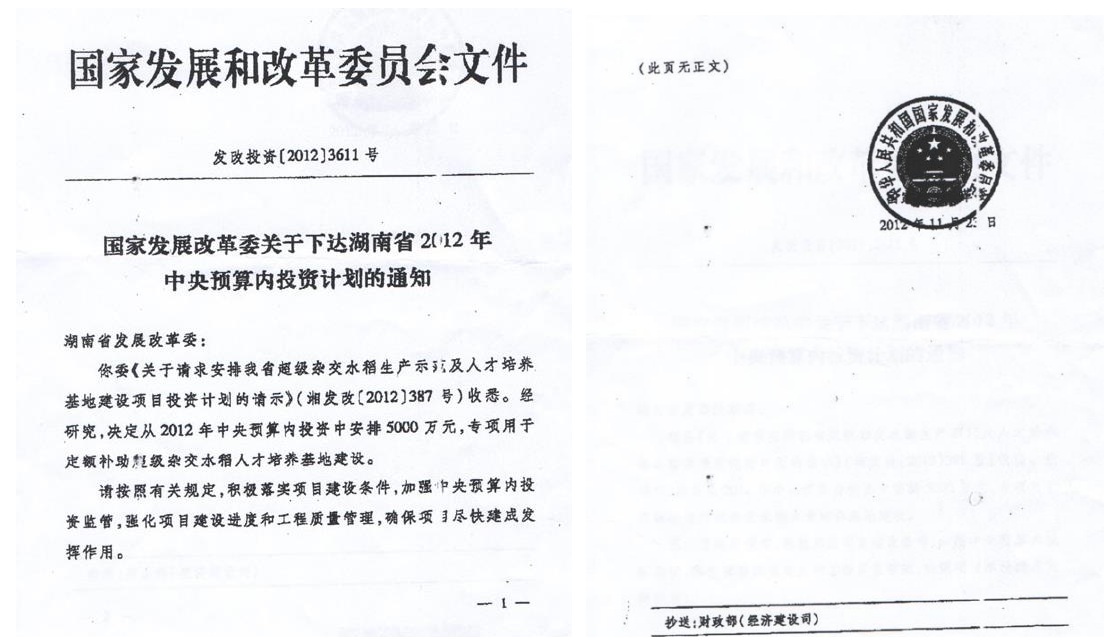 国家发展和改革委员会文件
发改投资[2012]3611号
国家发展改革委关于下达湖南省2012年
中央预算内投资计划的通知
湖南省发展改革委：
你委《关于请求安排我省超级杂交水稻生产示范及人才培养
基地建设项目投资计划的请示》(湘发改[2012]387号)收悉。经
研究,决定从2012年中央预算内投资中安排5000万元,专项用于
定额补助超级杂交水稻人才培养基地建设。
请按照有关规定,积极落实项目建设条件,加强中央预算内投
资监管,强化项目建设进度和工程质量管理,确保项目尽快建成发
挥作用。
— 1 —
(此页无正文)
中华人民共和国国家发展和改革委员会
2012年11月2 日
抄送:财政部(经济建设司)